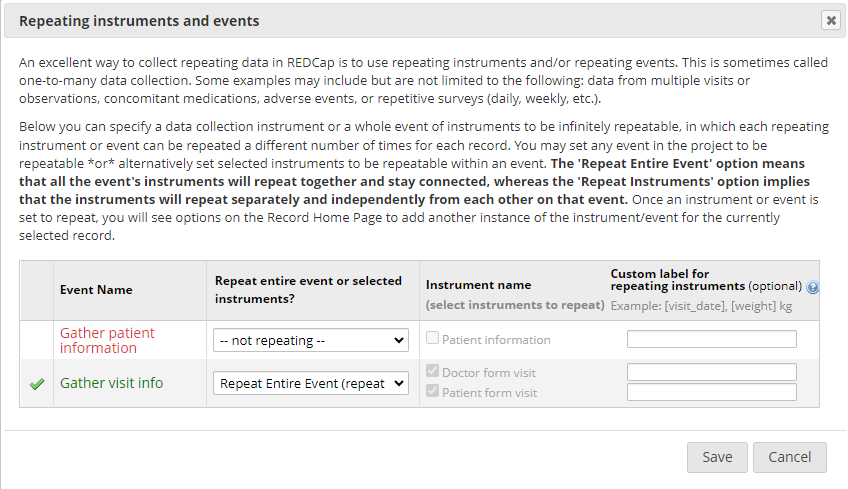 Repeating instruments and events
An excellent way to collect repeating data in REDCap is to use repeating instruments and/or repeating events. This is sometimes called
one-to-many data collection. Some examples may include but are not limited to the following: data from multiple visits or
observations, concomitant medications, adverse events, or repetitive surveys (daily, weekly, etc.).
Below you can specify a data collection instrument or a whole event of instruments to be infinitely repeatable, in which each repeating
instrument or event can be repeated a different number of times for each record. You may set any event in the project to be
repeatable *or* alternatively set selected instruments to be repeatable within an event. The 'Repeat Entire Event' option means
that all the event's instruments will repeat together and stay connected, whereas the 'Repeat Instruments' option implies
that the instruments will repeat separately and independently from each other on that event. Once an instrument or event is
set to repeat, you will see options on the Record Home Page to add another instance of the instrument/event for the currently
selected record.
Event Name
Repeat entire event or selected
instruments?
Instrument name
(select instruments to repeat)
Custom label for
repeating instruments (optional) ?
Example: [visit_date], [weight] kg
Gather patient
information
-- not repeating --
Patient information
Gather visit info
Repeat Entire Event (repeat
Doctor form visit
Patient form visit
Save
Cancel